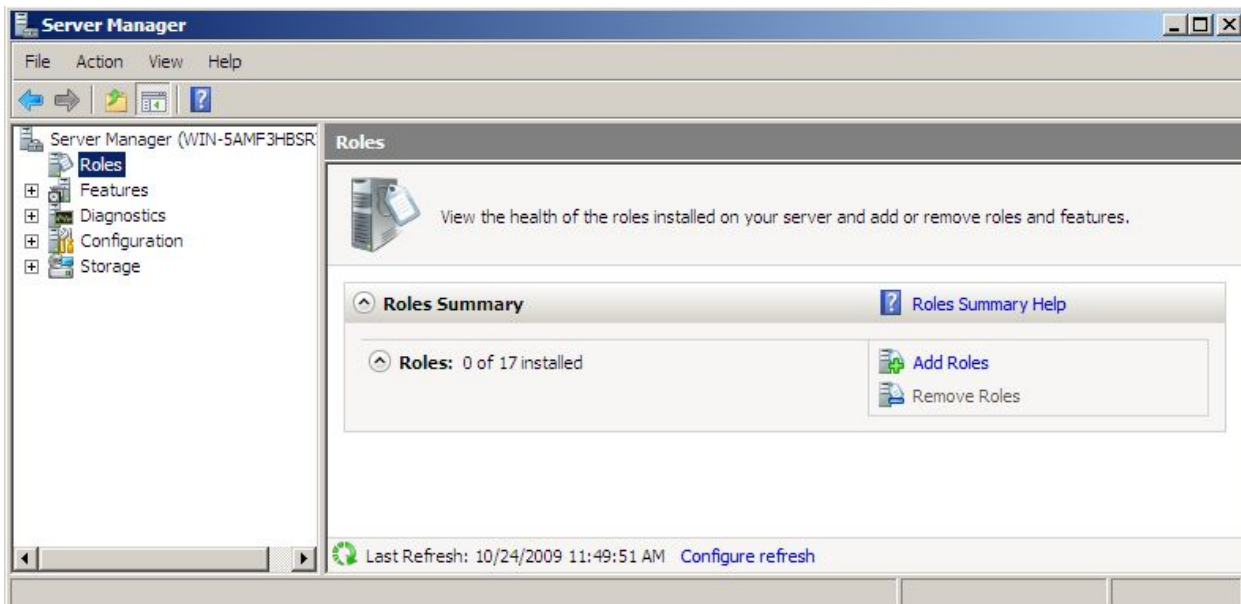 Server Manager
File Action View Help
Server Manager (WIN-5AMF3HBSR
Roles
Features
Diagnostics
Configuration
Storage
Roles
View the health of the roles installed on your server and add or remove roles and features.
Roles Summary
Roles Summary Help
Roles: 0 of 17 installed
Add Roles
Remove Roles
Last Refresh: 10/24/2009 11:49:51 AM Configure refresh